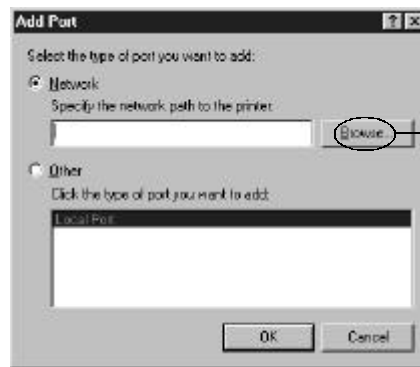 Add Port
Select the type of port you want to add:
Network
Specify the network path to the printer.
Browse...
Other
Click the type of port you want to add:
Local Port
OK
Cancel